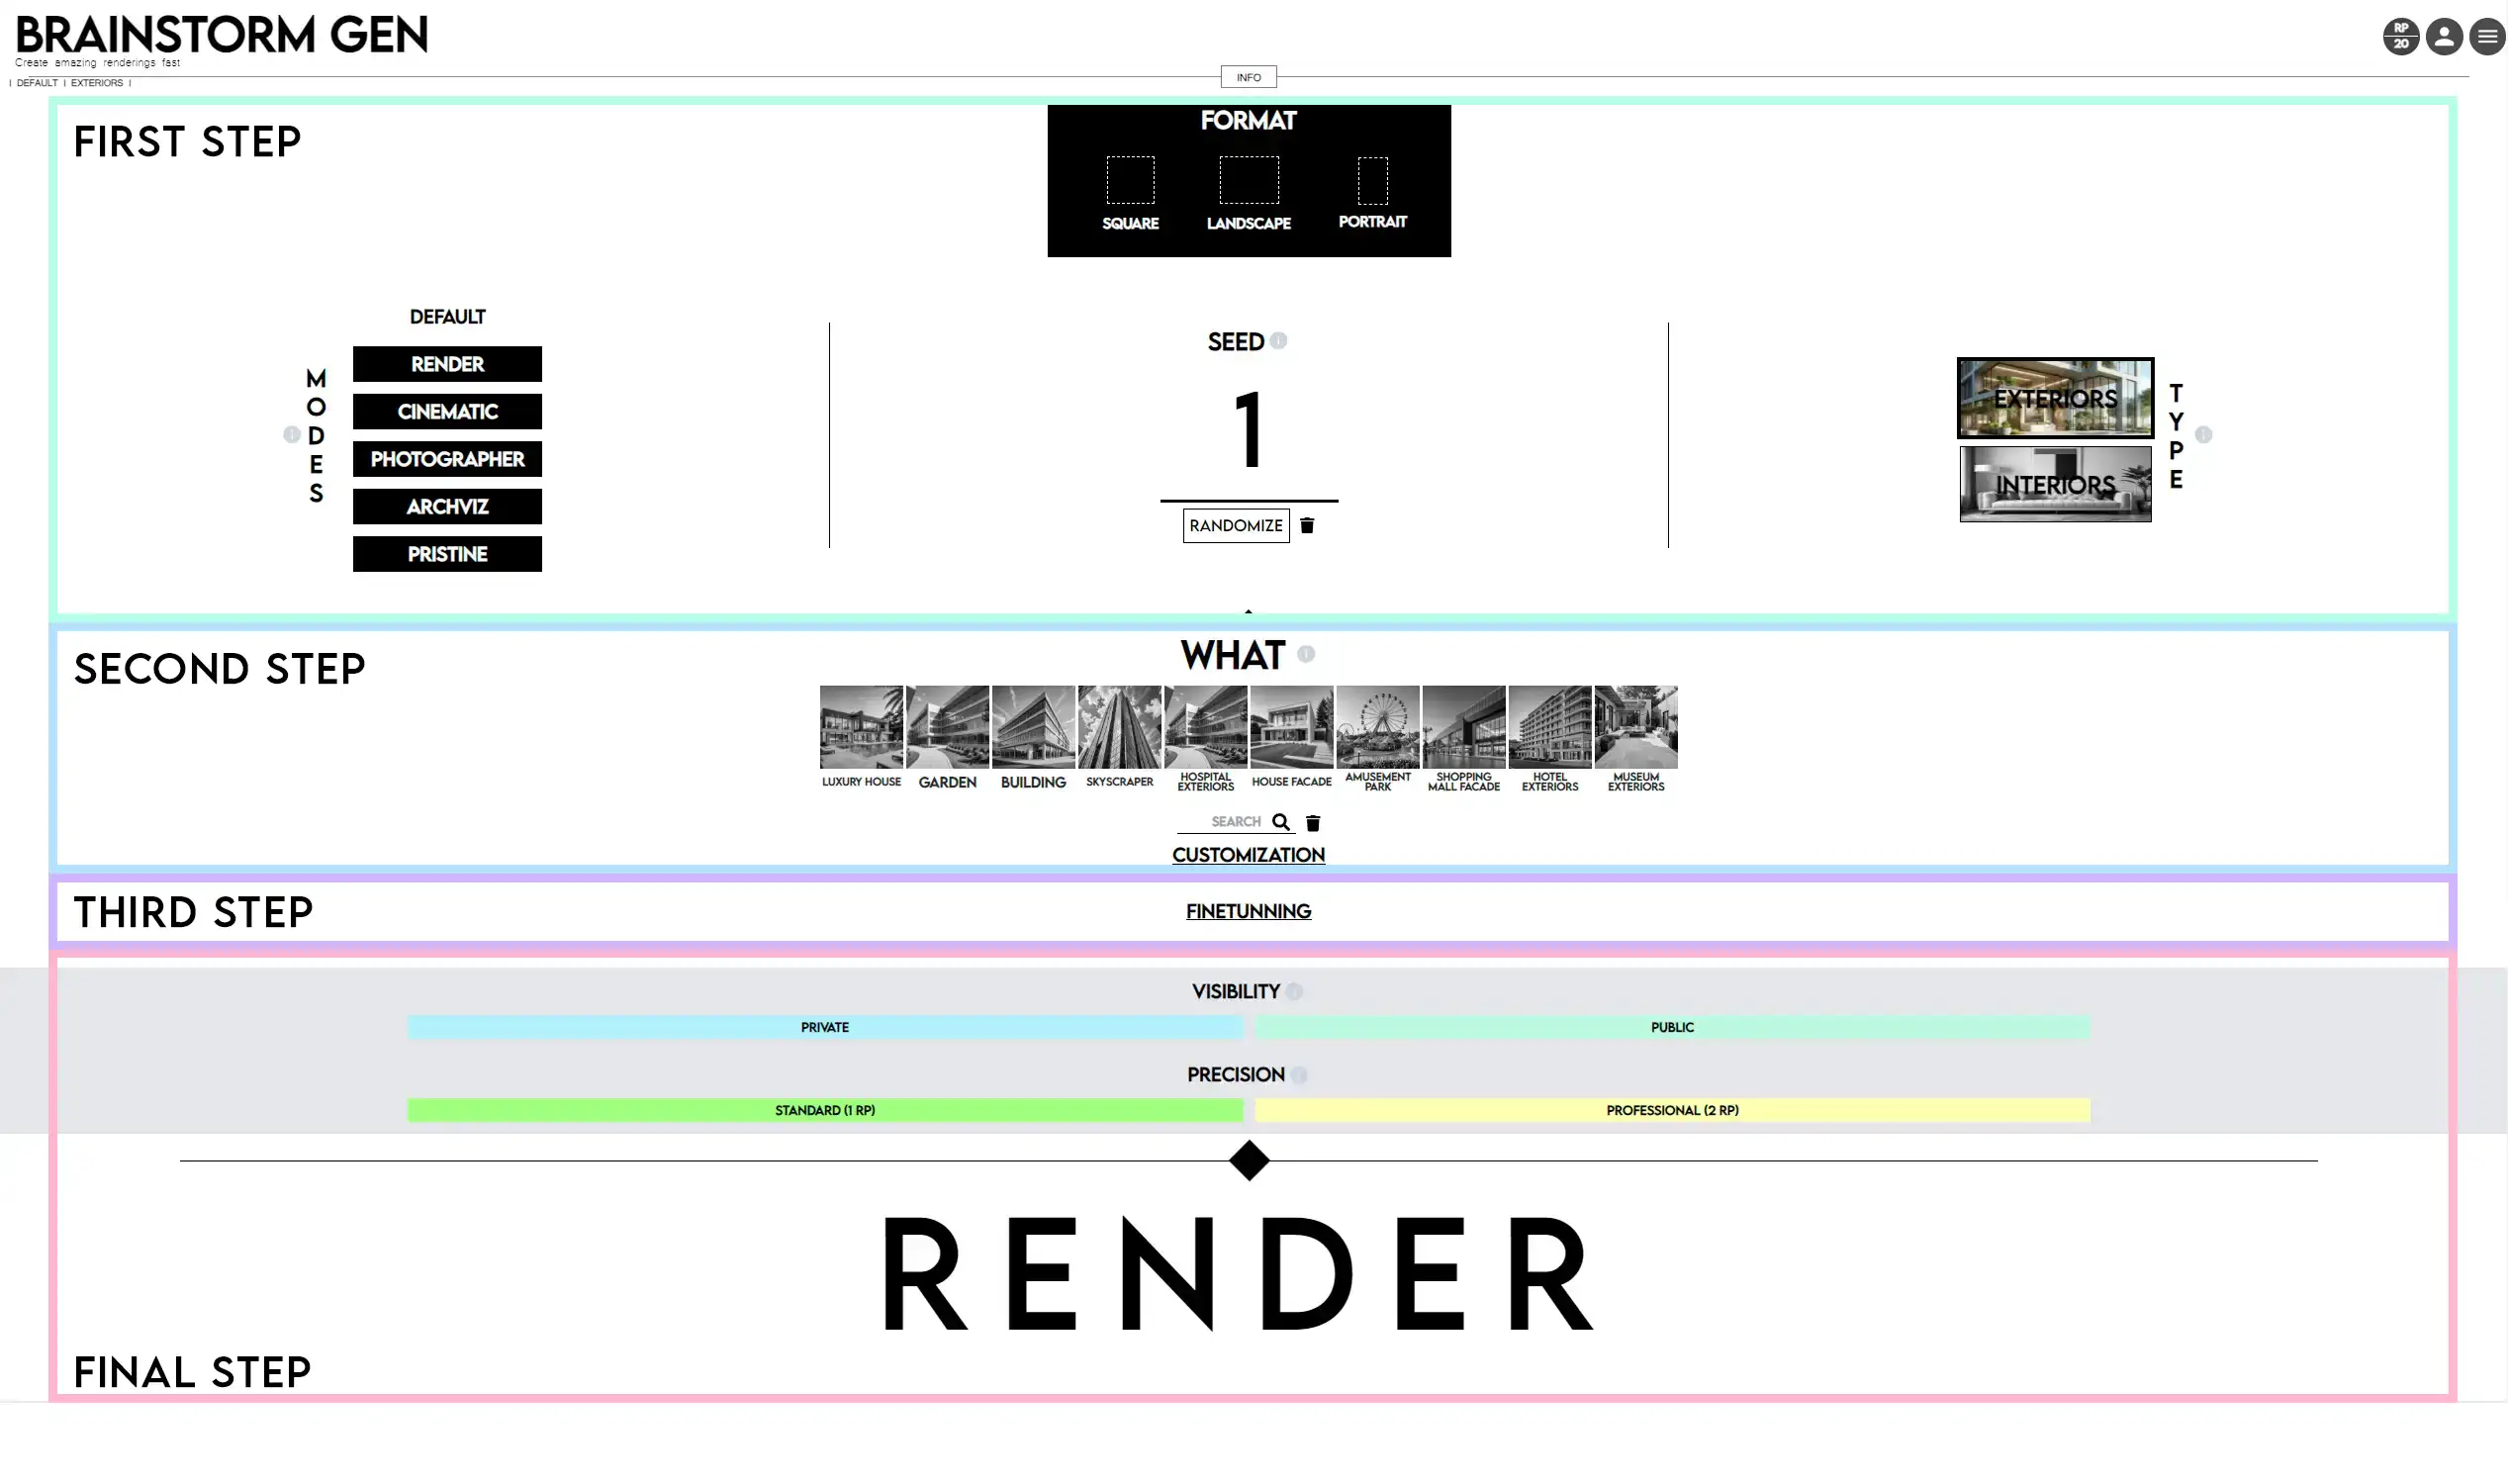 BRAINSTORM GEN
Create amazing renderings fast
RP
20
INFO
| DEFAULT | EXTERIORS |
FIRST STEP
FORMAT
SQUARE
LANDSCAPE
PORTRAIT
MODES
DEFAULT
RENDER
CINEMATIC
PHOTOGRAPHER
ARCHVIZ
PRISTINE
SEED
1
RANDOMIZE
EXTERIORS
INTERIORS
TYPE
SECOND STEP
WHAT
LUXURY HOUSE
GARDEN
BUILDING
SKYSCRAPER
HOSPITAL
EXTERIORS
HOUSE FACADE
AMUSEMENT
PARK
SHOPPING
MALL FACADE
HOTEL
EXTERIORS
MUSEUM
EXTERIORS
SEARCH
CUSTOMIZATION
THIRD STEP
FINETUNNING
VISIBILITY
PRIVATE
PUBLIC
PRECISION
STANDARD (1 RP)
PROFESSIONAL (2 RP)
RENDER
FINAL STEP